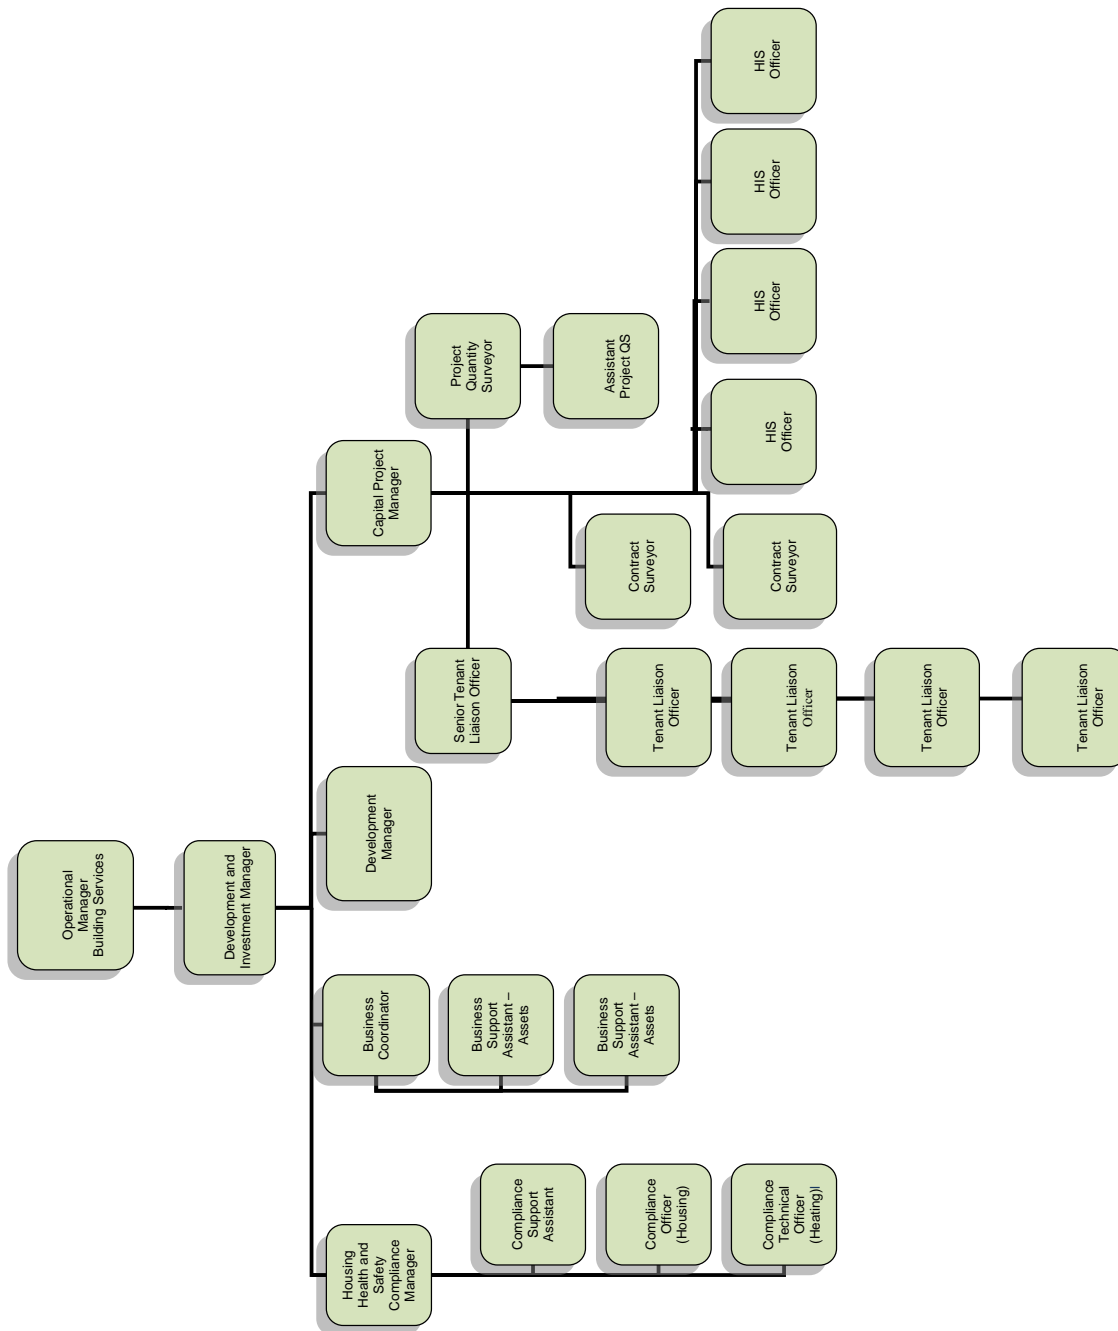 Operational
Manager
Building Services
Development and
Investment Manager
Housing
Health and
Safety
Compliance
Manager
Compliance
Support
Assistant
Compliance
Officer
(Housing)
Compliance
Technical
Officer
(Heating)l
Business
Coordinator
Business
Support
Assistant –
Assets
Business
Support
Assistant –
Assets
Development
Manager
Capital Project
Manager
Senior Tenant
Liaison Officer
Tenant Liaison
Officer
Tenant Liaison
Officer
Tenant Liaison
Officer
Tenant Liaison
Officer
Project
Quantity
Surveyor
Assistant
Project QS
Contract
Surveyor
Contract
Surveyor
HIS
Officer
HIS
Officer
HIS
Officer
HIS
Officer